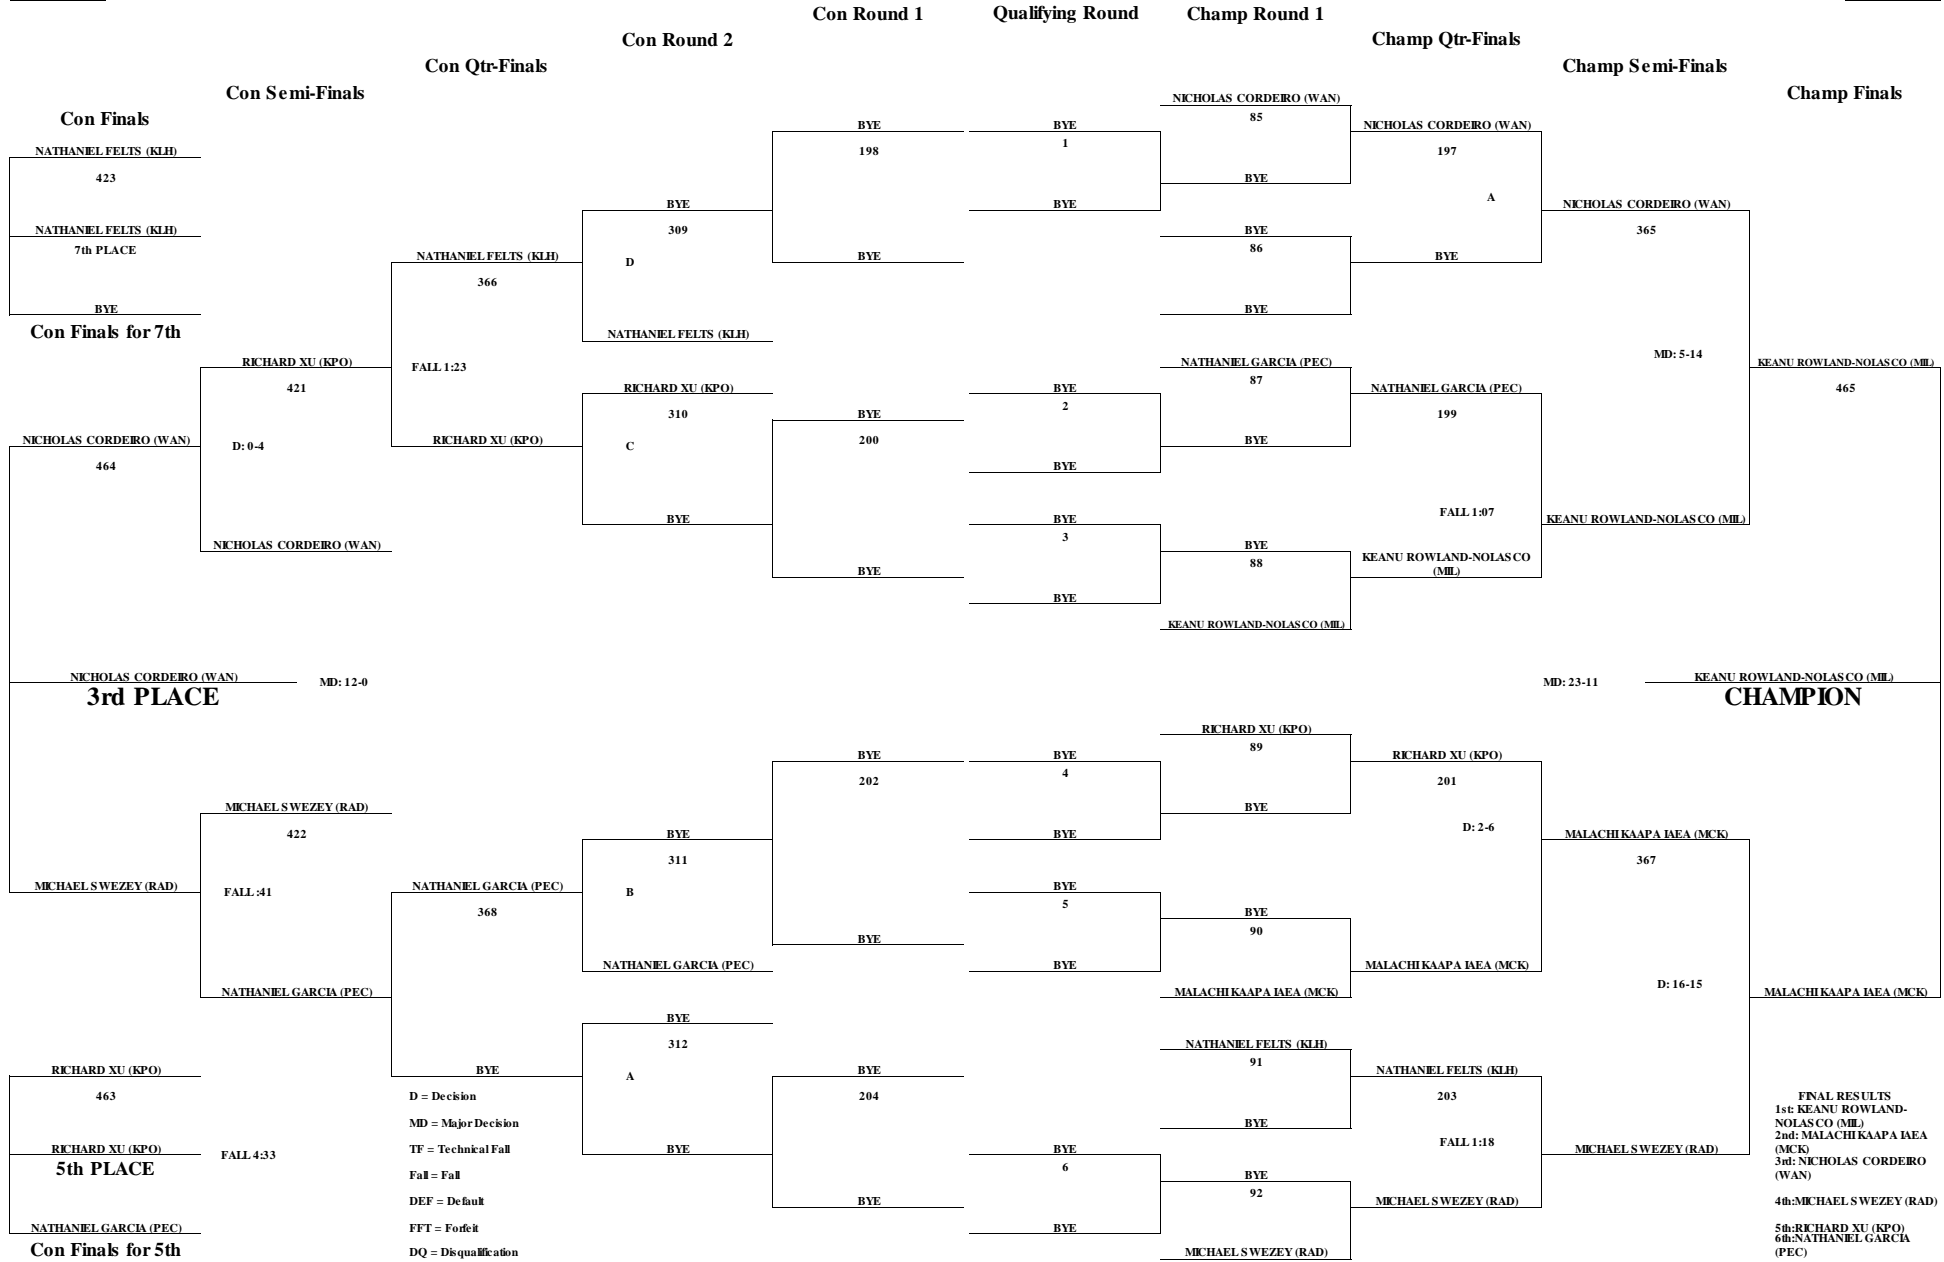 Con Round 1
Qualifying Round
Champ Round 1
Con Round 2
Champ Qtr-Finals
Con Qtr-Finals
Champ Semi-Finals
Con Semi-Finals
Champ Finals
Con Finals
NATHANIEL FELTS (KLH)
423
NATHANIEL FELTS (KLH)
7th PLACE
BYE
Con Finals for 7th
NICHOLAS CORDEIRO (WAN)
464
NICHOLAS CORDEIRO (WAN)
3rd PLACE
MD: 12-0
MICHAEL SWEZEY (RAD)
RICHARD XU (KPO)
463
RICHARD XU (KPO)
5th PLACE
FALL 4:33
NATHANIEL GARCIA (PEC)
Con Finals for 5th
RICHARD XU (KPO)
421
D: 0-4
NICHOLAS CORDEIRO (WAN)
MICHAEL SWEZEY (RAD)
422
FALL :41
NATHANIEL GARCIA (PEC)
NATHANIEL FELTS (KLH)
366
FALL 1:23
RICHARD XU (KPO)
NATHANIEL GARCIA (PEC)
368
BYE
D = Decision
MD = Major Decision
TF = Technical Fall
Fall = Fall
DEF = Default
FFT = Forfeit
DQ = Disqualification
BYE
309
D
NATHANIEL FELTS (KLH)
RICHARD XU (KPO)
310
C
BYE
BYE
311
B
NATHANIEL GARCIA (PEC)
BYE
312
A
BYE
BYE
198
BYE
BYE
200
BYE
BYE
202
BYE
BYE
204
BYE
BYE
1
BYE
BYE
2
BYE
BYE
3
BYE
BYE
4
BYE
BYE
5
BYE
BYE
6
BYE
NICHOLAS CORDEIRO (WAN)
85
BYE
BYE
86
BYE
NATHANIEL GARCIA (PEC)
87
BYE
BYE
88
KEANU ROWLAND-NOLASCO (MIL)
RICHARD XU (KPO)
89
BYE
BYE
90
MALACHI KAAPA IAEA (MCK)
NATHANIEL FELTS (KLH)
91
BYE
BYE
92
MICHAEL SWEZEY (RAD)
NICHOLAS CORDEIRO (WAN)
197
A
BYE
NATHANIEL GARCIA (PEC)
199
FALL 1:07
KEANU ROWLAND-NOLASCO
(MIL)
RICHARD XU (KPO)
201
D: 2-6
MALACHI KAAPA IAEA (MCK)
NATHANIEL FELTS (KLH)
203
FALL 1:18
MICHAEL SWEZEY (RAD)
NICHOLAS CORDEIRO (WAN)
365
MD: 5-14
KEANU ROWLAND-NOLASCO (MIL)
MALACHI KAAPA IAEA (MCK)
367
D: 16-15
MICHAEL SWEZEY (RAD)
KEANU ROWLAND-NOLASCO (MIL)
465
MD: 23-11
KEANU ROWLAND-NOLASCO (MIL)
CHAMPION
MALACHI KAAPA IAEA (MCK)
FINAL RESULTS
1st: KEANU ROWLAND-
NOLASCO (MIL)
2nd: MALACHI KAAPA IAEA
(MCK)
3rd: NICHOLAS CORDEIRO
(WAN)
4th:MICHAEL SWEZEY (RAD)
5th:RICHARD XU (KPO)
6th:NATHANIEL GARCIA
(PEC)